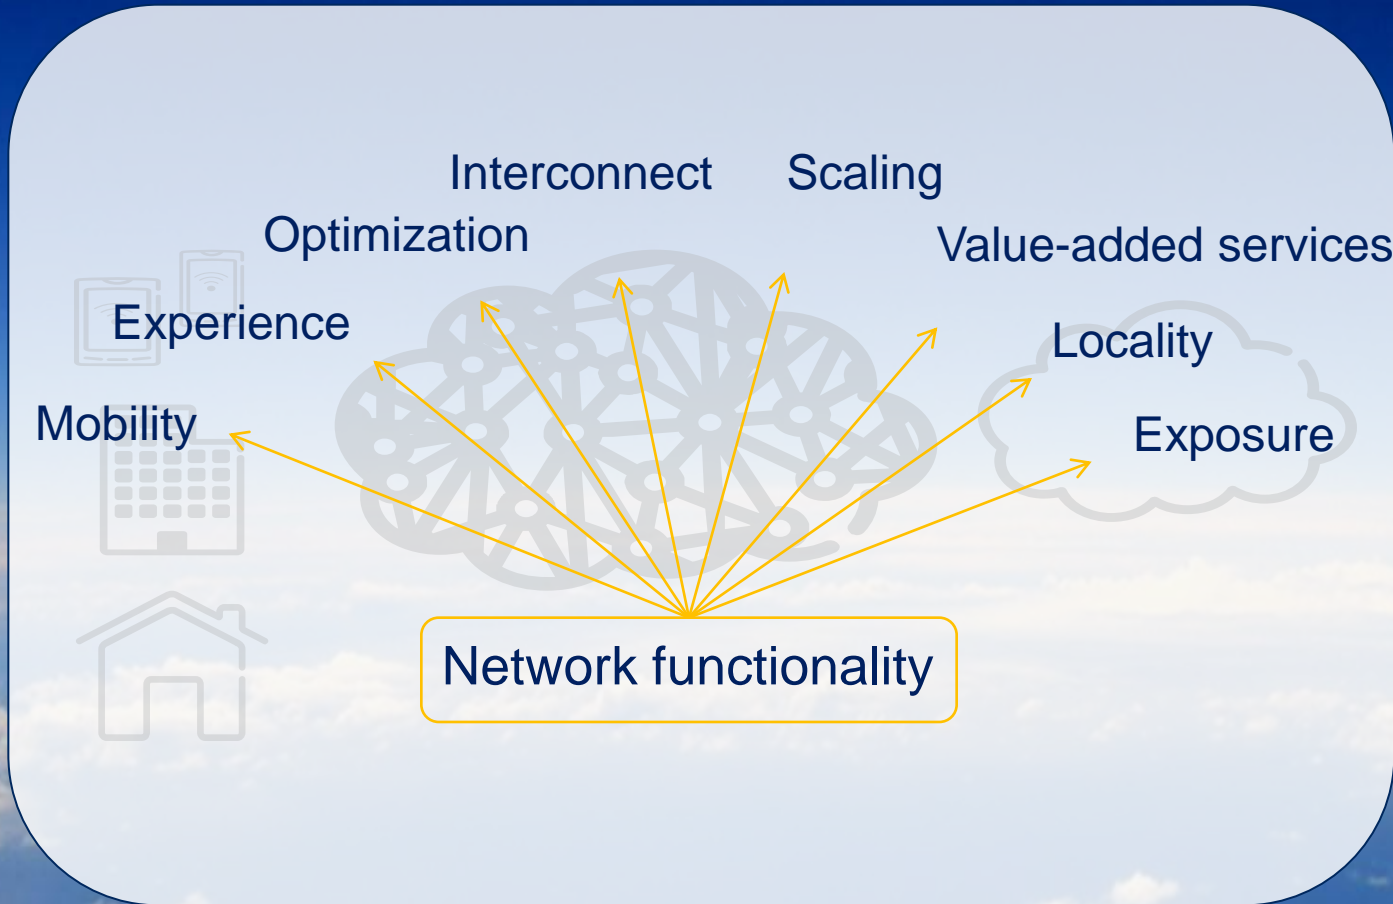 Interconnect
Scaling
Optimization
Value-added services
Experience
Locality
Mobility
Exposure
Network functionality